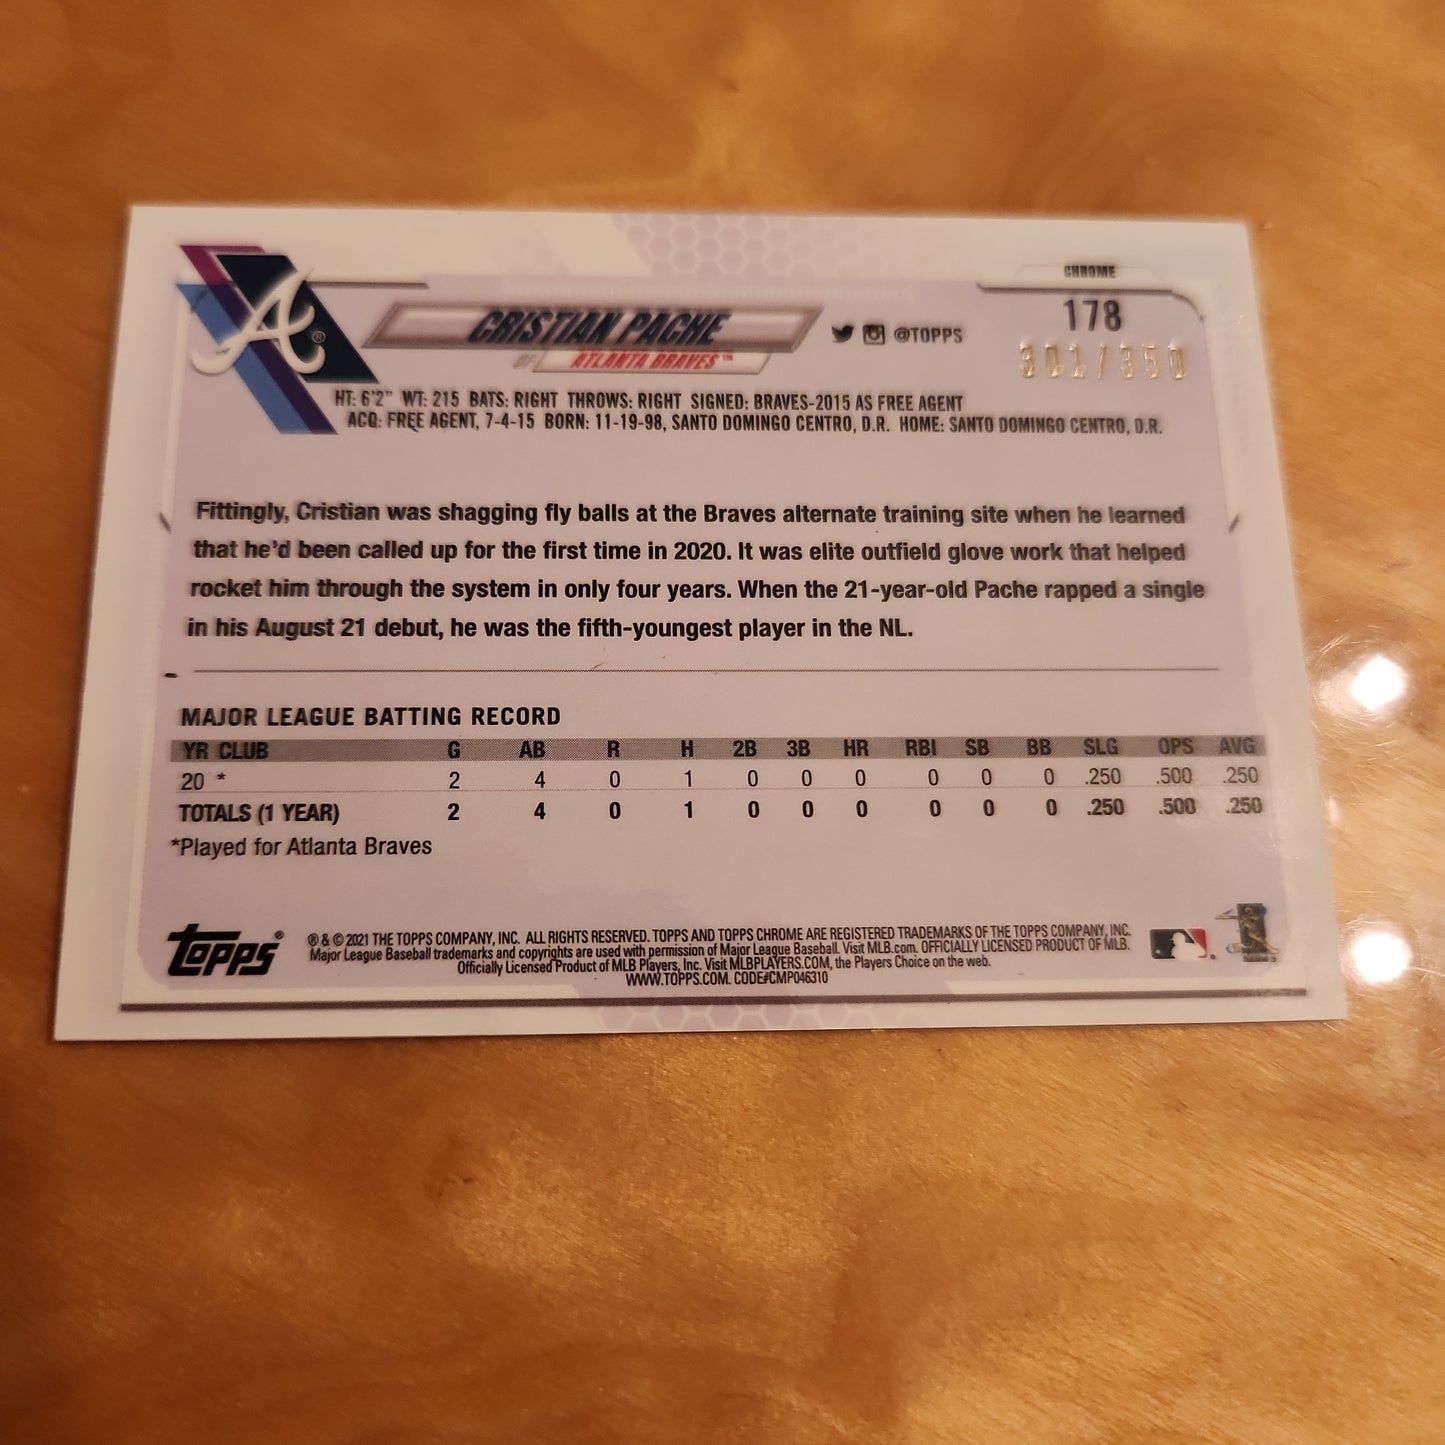 CHROME
178
301/350
CRISTIAN PACHE
@TOPPS
OF ATLANTA BRAVES™
HT: 6'2" WT: 215 BATS: RIGHT THROWS: RIGHT SIGNED: BRAVES-2015 AS FREE AGENT
ACQ: FREE AGENT, 7-4-15 BORN: 11-19-98, SANTO DOMINGO CENTRO, D.R. HOME: SANTO DOMINGO CENTRO, D.R.
Fittingly, Cristian was shagging fly balls at the Braves alternate training site when he learned
that he'd been called up for the first time in 2020. It was elite outfield glove work that helped
rocket him through the system in only four years. When the 21-year-old Pache rapped a single
in his August 21 debut, he was the fifth-youngest player in the NL.
MAJOR LEAGUE BATTING RECORD
YR CLUB G AB R H 2B 3B HR RBI SB BB SLG OPS AVG
20 * 2 4 0 1 0 0 0 0 0 0 .250 .500 .250
TOTALS (1 YEAR) 2 4 0 1 0 0 0 0 0 0 .250 .500 .250
*Played for Atlanta Braves
Topps®
® & © 2021 THE TOPPS COMPANY, INC. ALL RIGHTS RESERVED. TOPPS AND TOPPS CHROME ARE REGISTERED TRADEMARKS OF THE TOPPS COMPANY, INC.
Major League Baseball trademarks and copyrights are used with permission of Major League Baseball. Visit MLB.com. OFFICIALLY LICENSED PRODUCT OF MLB.
Officially Licensed Product of MLB Players, Inc. Visit MLBPLAYERS.COM, the Players Choice on the web.
WWW.TOPPS.COM. CODE#CMP046310